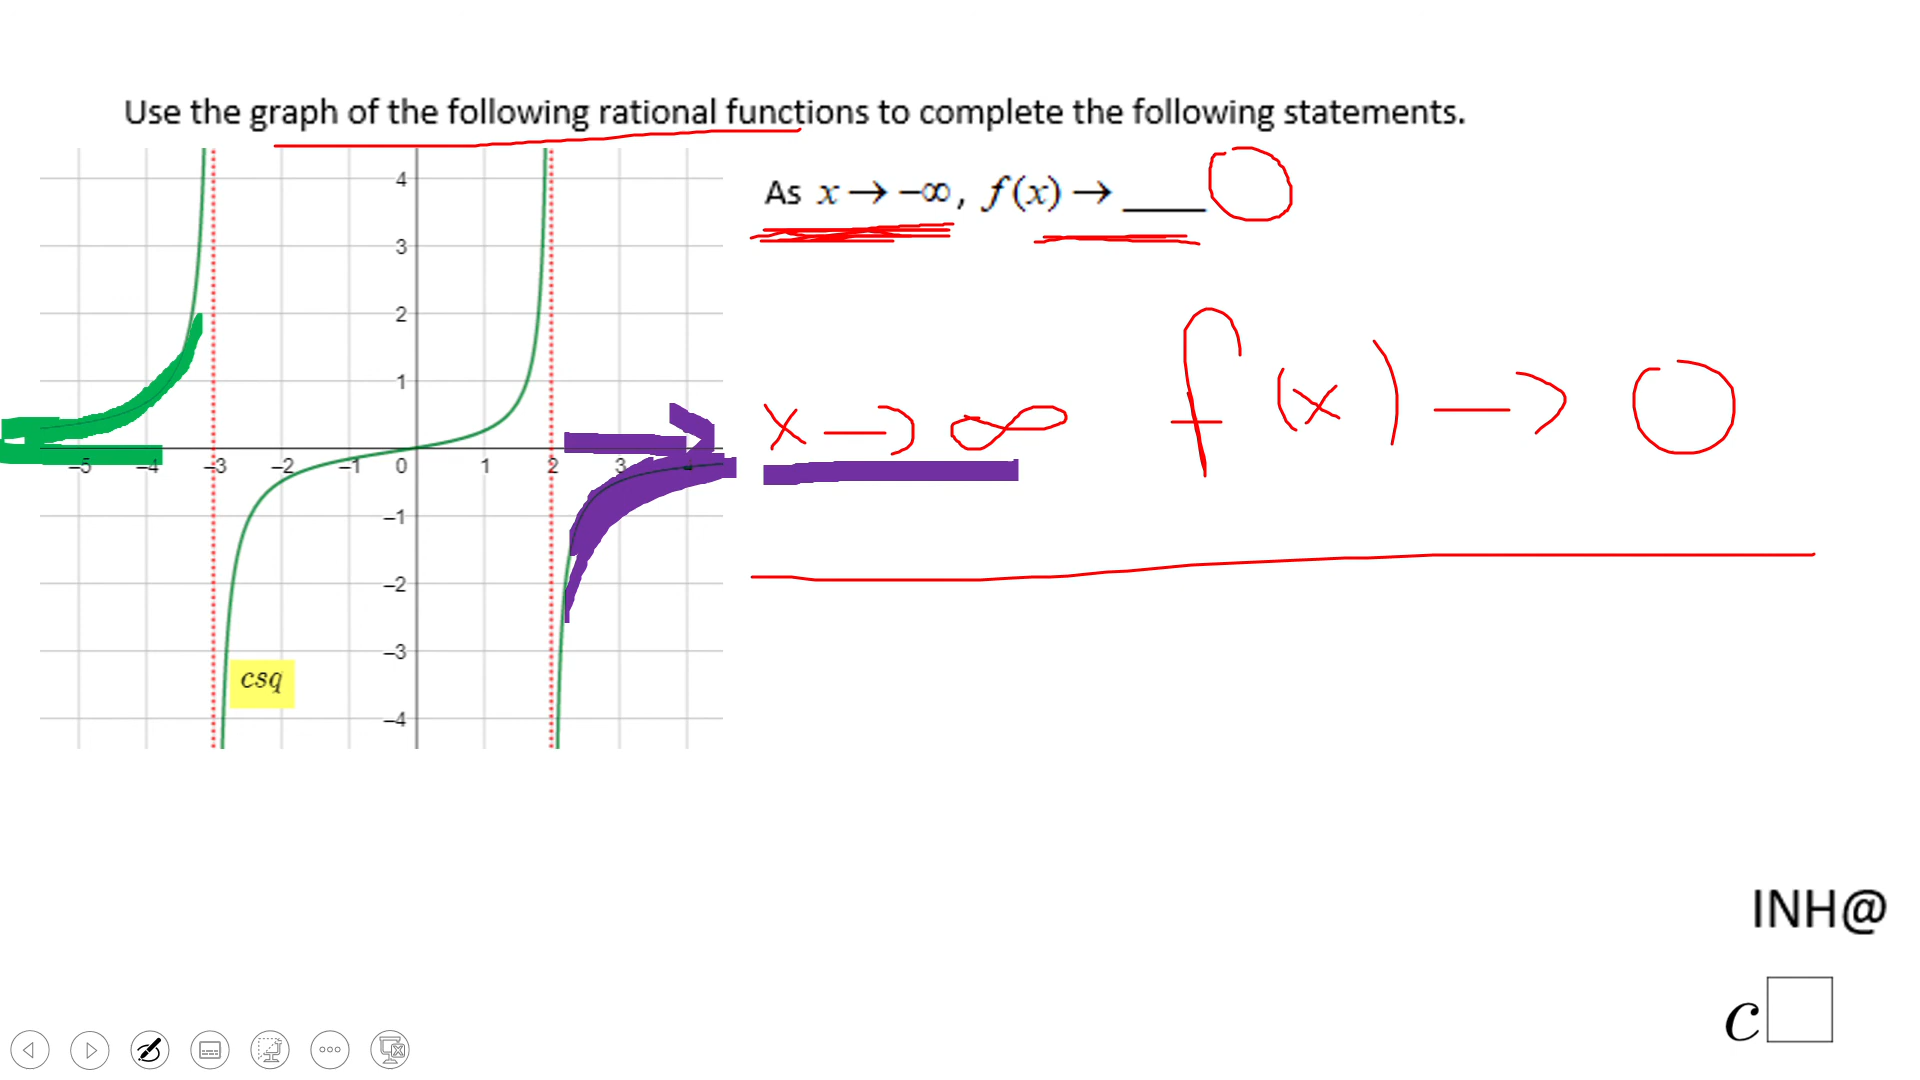 Use the graph of the following rational functions to complete the following statements.
As x → −∞, f(x) → ____ 0
x → ∞ f(x) → 0
4
3
2
1
−5 −4 −3 −2 −1 0 1 2 3 4
−1
−2
−3
csq
−4
INH@
c□